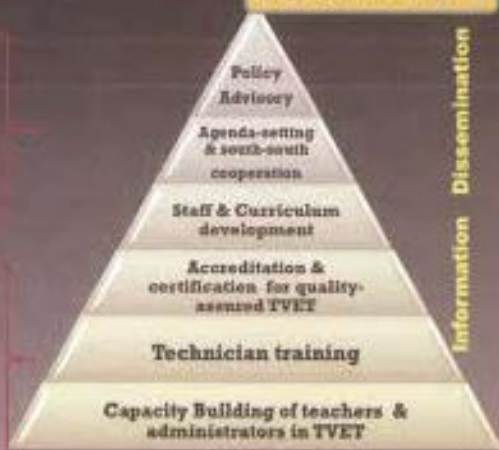 Policy
Advisory
Agenda-setting
& south-south
cooperation
Staff & Curriculum
development
Accreditation &
certification for quality-
assured TVET
Technician training
Capacity Building of teachers &
administrators in TVET
Information Dissemination